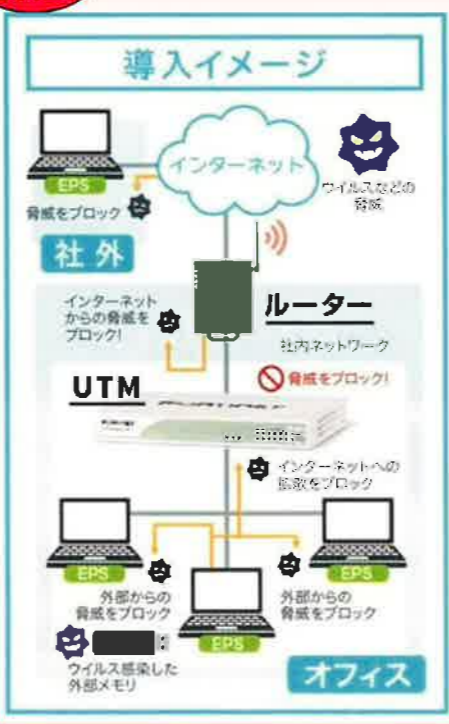 導入イメージ
インターネット
EPS
脅威をブロック
ウイルスなどの
脅威
社外
インターネット
からの脅威を
ブロック!
ルーター
社内ネットワーク
UTM
脅威をブロック!
インターネットへの
拡散をブロック
EPS
EPS
外部からの
脅威をブロック
外部からの
脅威をブロック
EPS
ウイルス感染した
外部メモリ
オフィス